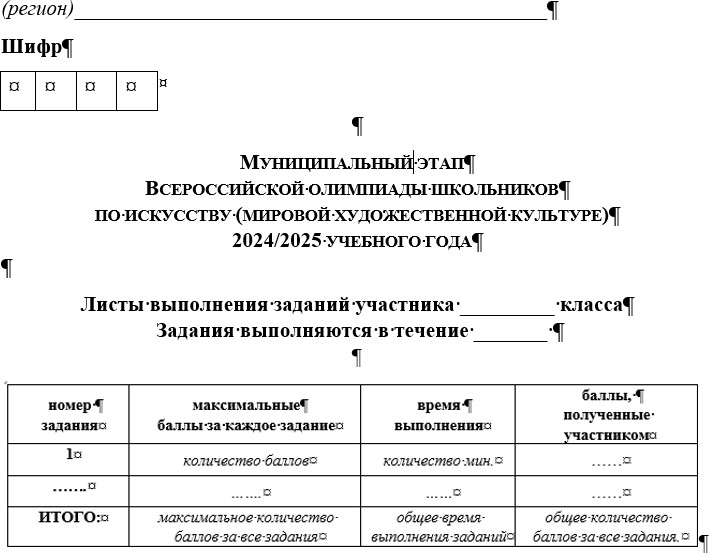 (регион)_______________________________________________¶
Шифр¶
¤ ¤ ¤ ¤ ¤
¶
Муниципальный·этап¶
Всероссийской·олимпиады·школьников¶
по·искусству·(мировой·художественной·культуре)¶
2024/2025·учебного·года¶
¶
Листы·выполнения·заданий·участника·_________·класса¶
Задания·выполняются·в·течение·_______·¶
¶
номер·¶ задания¤
максимальные¶ баллы·за·каждое·задание¤
время·¶ выполнения¤
баллы,·¶ полученные· участником¤
1¤ количество·баллов¤ количество·мин.¤ ……¤
…….¤ …….¤ ……¤ ……¤
ИТОГО:¤
максимальное·количество· баллов·за·все·задания¤
общее·время· выполнения·заданий¤
общее·количество· баллов·за·все·задания.¤ ¶